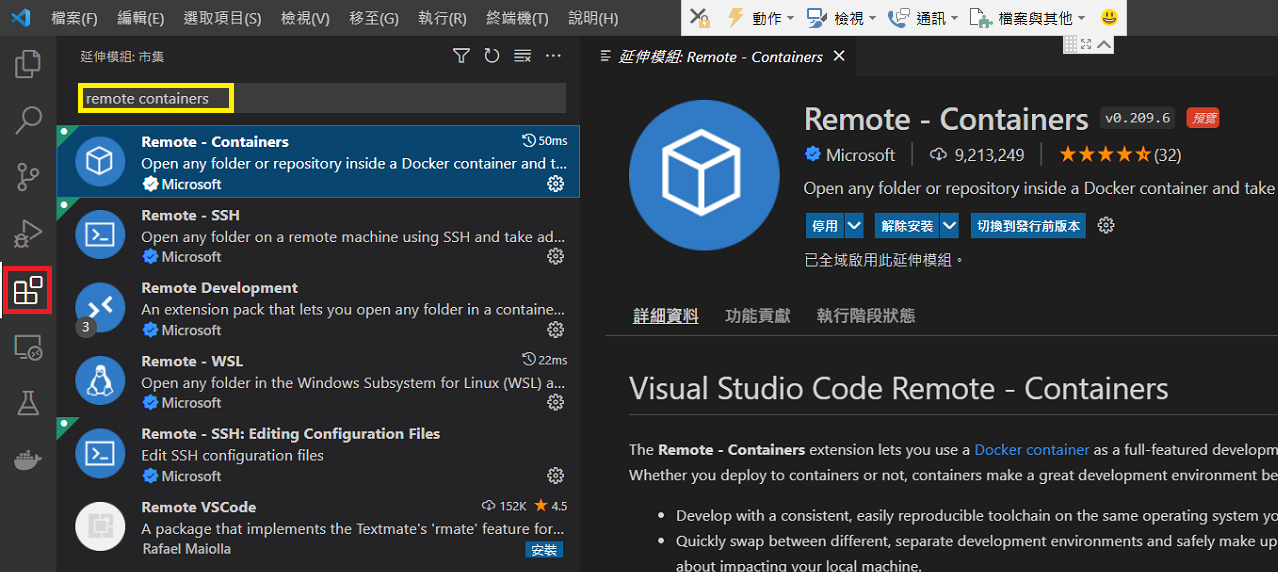 檔案(F) 編輯(E) 選取項目(S) 檢視(V) 移至(G) 執行(R) 終端機(T) 說明(H)
動作 檢視 通訊 檔案與其他
延伸模組: 市集
remote containers
Remote - Containers 50ms
Open any folder or repository inside a Docker container and t...
Microsoft
Remote - SSH
Open any folder on a remote machine using SSH and take ad...
Microsoft
Remote Development
An extension pack that lets you open any folder in a containe...
3 Microsoft
Remote - WSL 22ms
Open any folder in the Windows Subsystem for Linux (WSL) a...
Microsoft
Remote - SSH: Editing Configuration Files
Edit SSH configuration files
Microsoft
Remote VSCode 152K 4.5
A package that implements the Textmate's 'rmate' feature for...
Rafael Maiolla 安裝
延伸模組: Remote - Containers
Remote - Containers v0.209.6 預覽
Microsoft 9,213,249 (32)
Open any folder or repository inside a Docker container and take
停用 解除安裝 切換到發行前版本
已全域啟用此延伸模組。
詳細資料 功能貢獻 執行階段狀態
Visual Studio Code Remote - Containers
The Remote - Containers extension lets you use a Docker container as a full-featured developm
Whether you deploy to containers or not, containers make a great development environment be
• Develop with a consistent, easily reproducible toolchain on the same operating system yo
• Quickly swap between different, separate development environments and safely make up
about impacting your local machine.